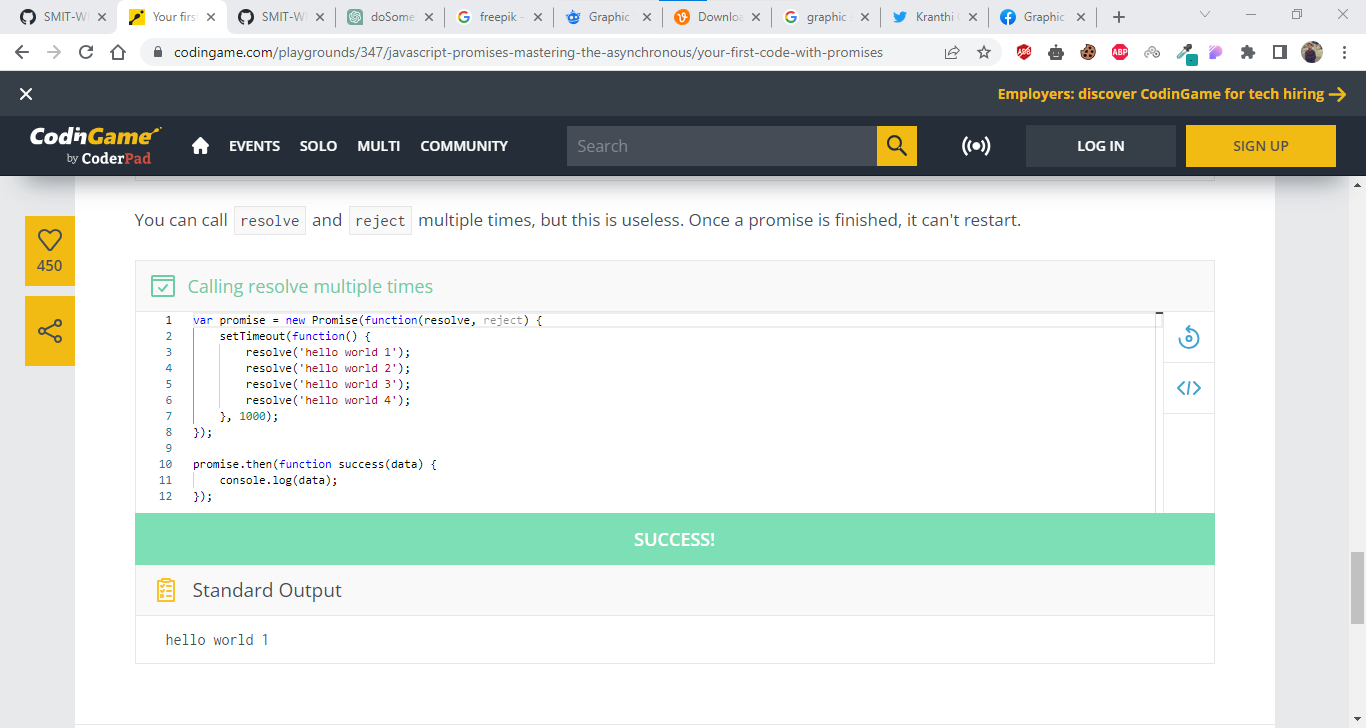 SMIT-W
Your firs
SMIT-W
doSome
freepik -
Graphic
Downlo
graphic
Kranthi
Graphic
codingame.com/playgrounds/347/javascript-promises-mastering-the-asynchronous/your-first-code-with-promises
Employers: discover CodinGame for tech hiring
CodinGame
by CoderPad
EVENTS SOLO MULTI COMMUNITY
Search
LOG IN
SIGN UP
You can call resolve and reject multiple times, but this is useless. Once a promise is finished, it can't restart.
450
Calling resolve multiple times
1 var promise = new Promise(function(resolve, reject) {
2 setTimeout(function() {
3 resolve('hello world 1');
4 resolve('hello world 2');
5 resolve('hello world 3');
6 resolve('hello world 4');
7 }, 1000);
8 });
9
10 promise.then(function success(data) {
11 console.log(data);
12 });
SUCCESS!
Standard Output
hello world 1